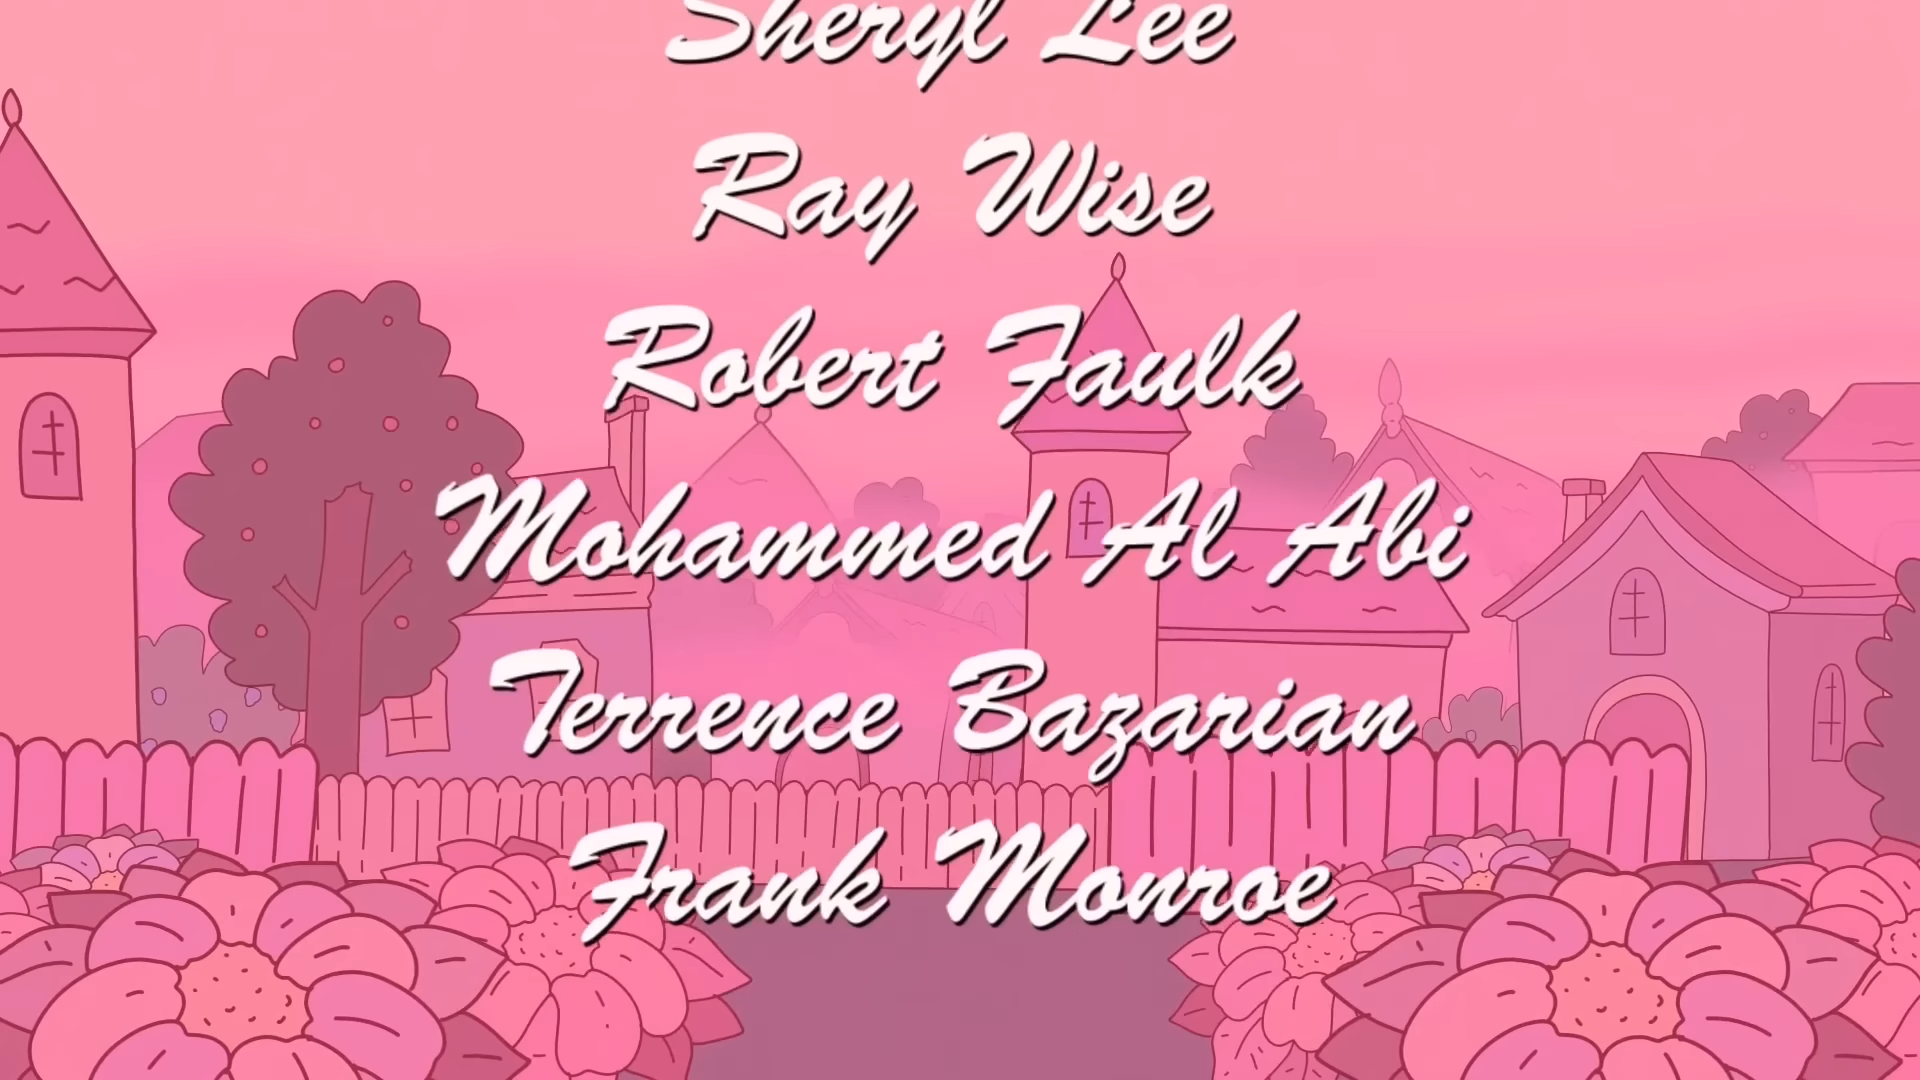 Sheryl Lee
Ray Wise
Robert Faulk
Mohammed Al Abi
Terrence Bazarian
Frank Monroe